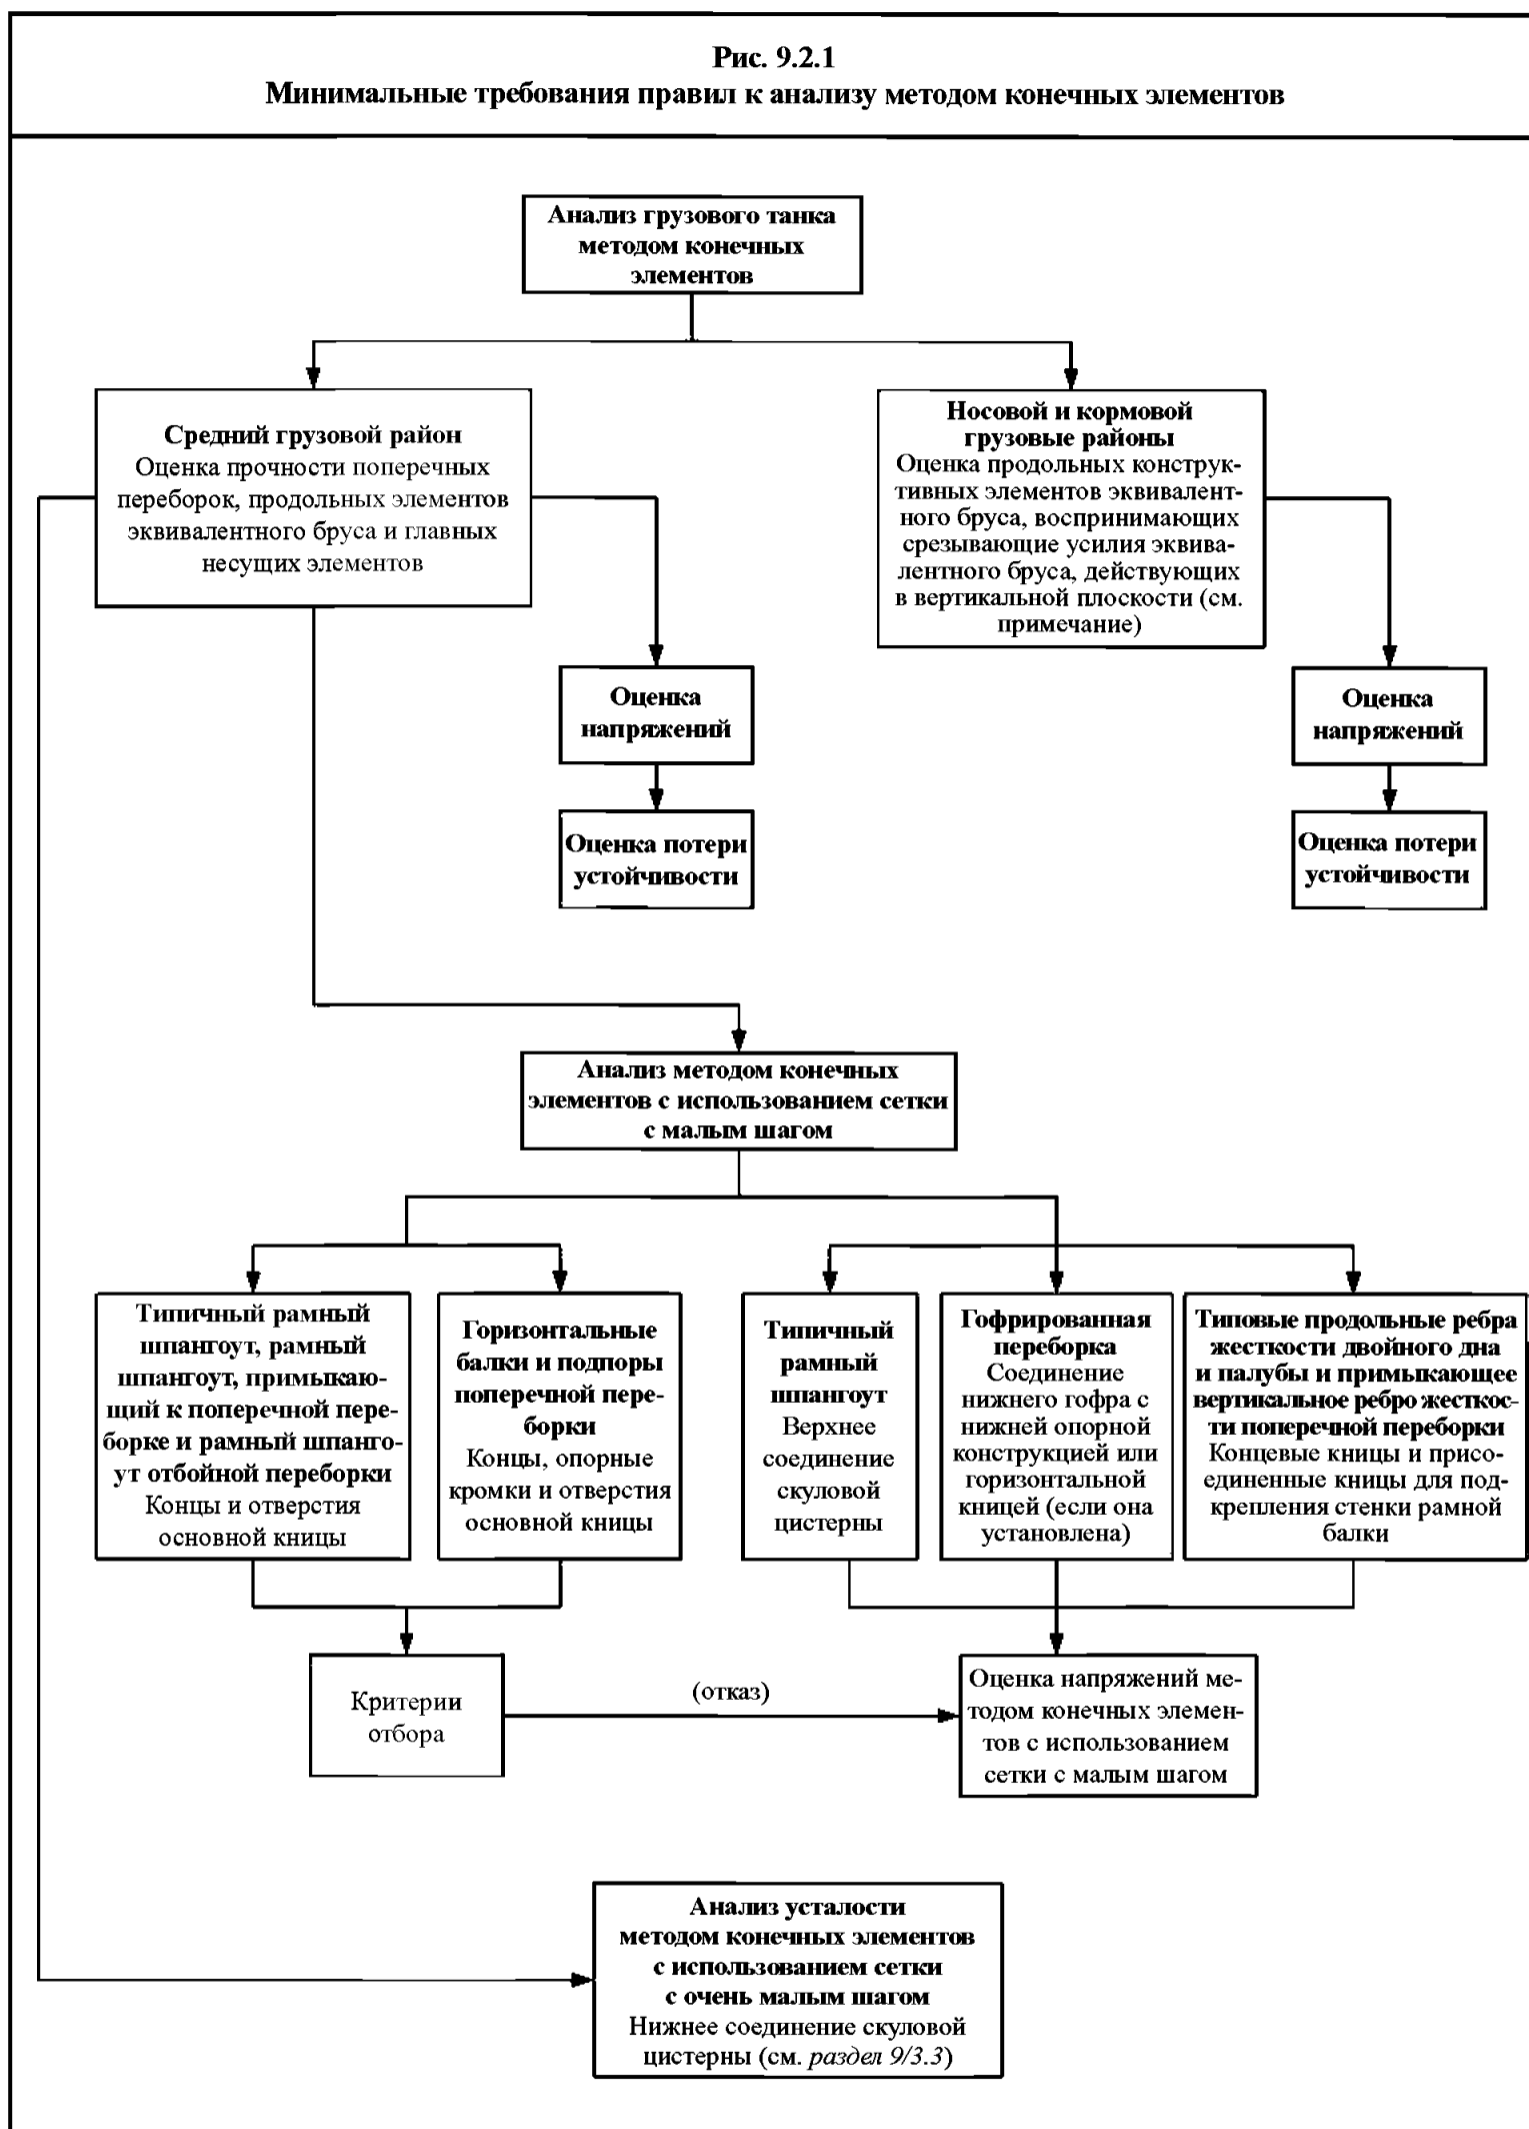 Рис. 9.2.1
Минимальные требования правил к анализу методом конечных элементов
Анализ грузового танка
методом конечных
элементов
Средний грузовой район
Оценка прочности поперечных
переборок, продольных элементов
эквивалентного бруса и главных
несущих элементов
Носовой и кормовой
грузовые районы
Оценка продольных конструк-
тивных элементов эквивалент-
ного бруса, воспринимающих
срезывающие усилия эквива-
лентного бруса, действующих
в вертикальной плоскости (см.
примечание)
Оценка
напряжений
Оценка
напряжений
Оценка потери
устойчивости
Оценка потери
устойчивости
Анализ методом конечных
элементов с использованием сетки
с малым шагом
Типичный рамный
шпангоут, рамный
шпангоут, примыкаю-
щий к поперечной пере-
борке и рамный шпанго-
ут отбойной переборки
Концы и отверстия
основной кницы
Горизонтальные
балки и подпоры
поперечной пере-
борки
Концы, опорные
кромки и отверстия
основной кницы
Типичный
рамный
шпангоут
Верхнее
соединение
скуловой
цистерны
Гофрированная
переборка
Соединение
нижнего гофра с
нижней опорной
конструкцией или
горизонтальной
кницей (если она
установлена)
Типовые продольные ребра
жесткости двойного дна
и палубы и примыкающее
вертикальное ребро жесткос-
ти поперечной переборки
Концевые кницы и присо-
единенные кницы для под-
крепления стенки рамной
балки
Критерии
отбора
(отказ)
Оценка напряжений ме-
тодом конечных элемен-
тов с использованием
сетки с малым шагом
Анализ усталости
методом конечных элементов
с использованием сетки
с очень малым шагом
Нижнее соединение скуловой
цистерны (см. раздел 9/3.3)